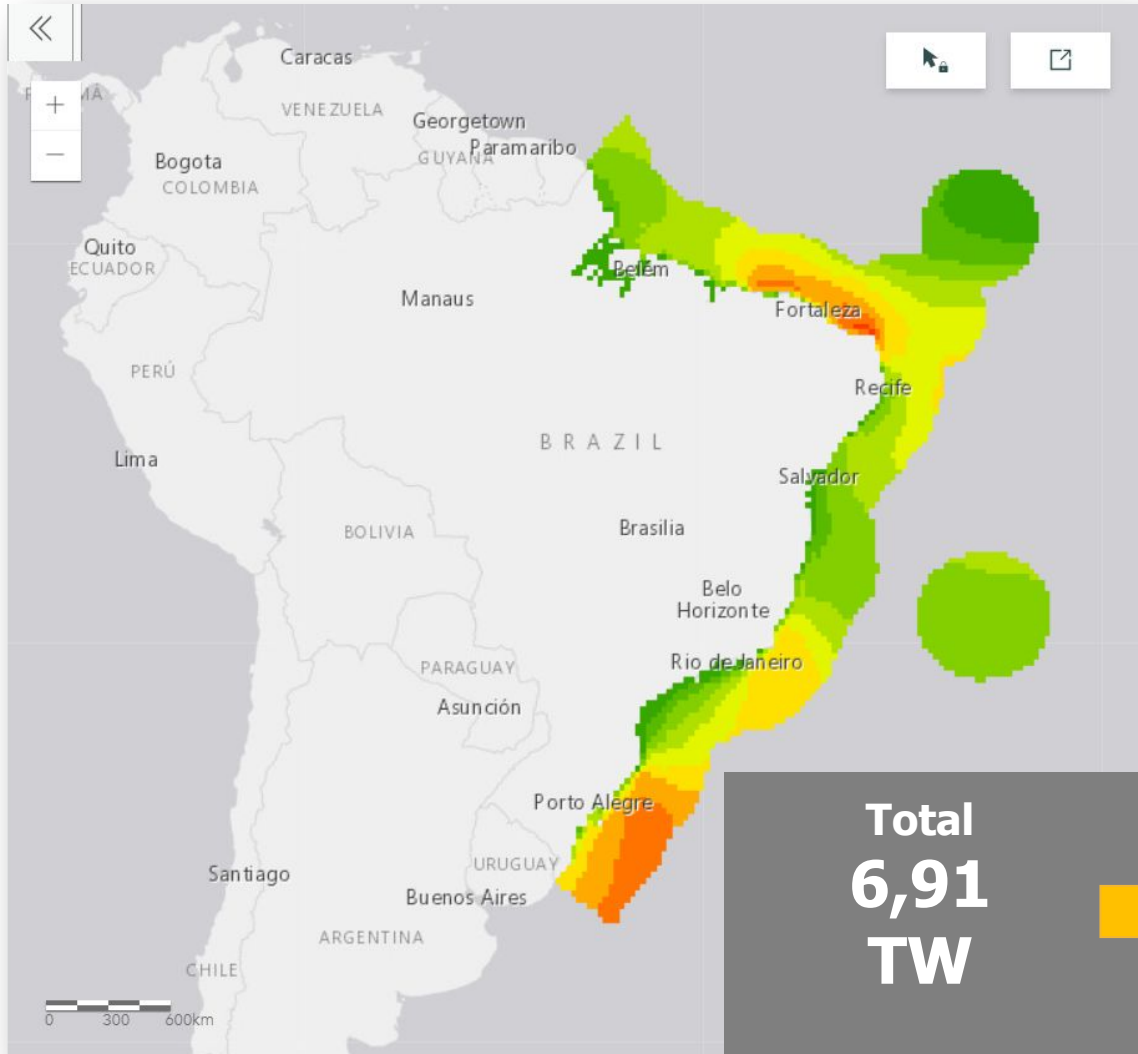 Caracas
VENEZUELA
Georgetown
GUYANA
Paramaribo
Bogota
COLOMBIA
Quito
ECUADOR
Belém
Manaus
Fortaleza
PERÚ
Recife
BRAZIL
Lima
Salvador
Brasilia
BOLIVIA
Belo
Horizonte
Rio de Janeiro
PARAGUAY
Asunción
Porto Alegre
URUGUAY
Santiago
Buenos Aires
ARGENTINA
CHILE
0 300 600km
Total
6,91
TW